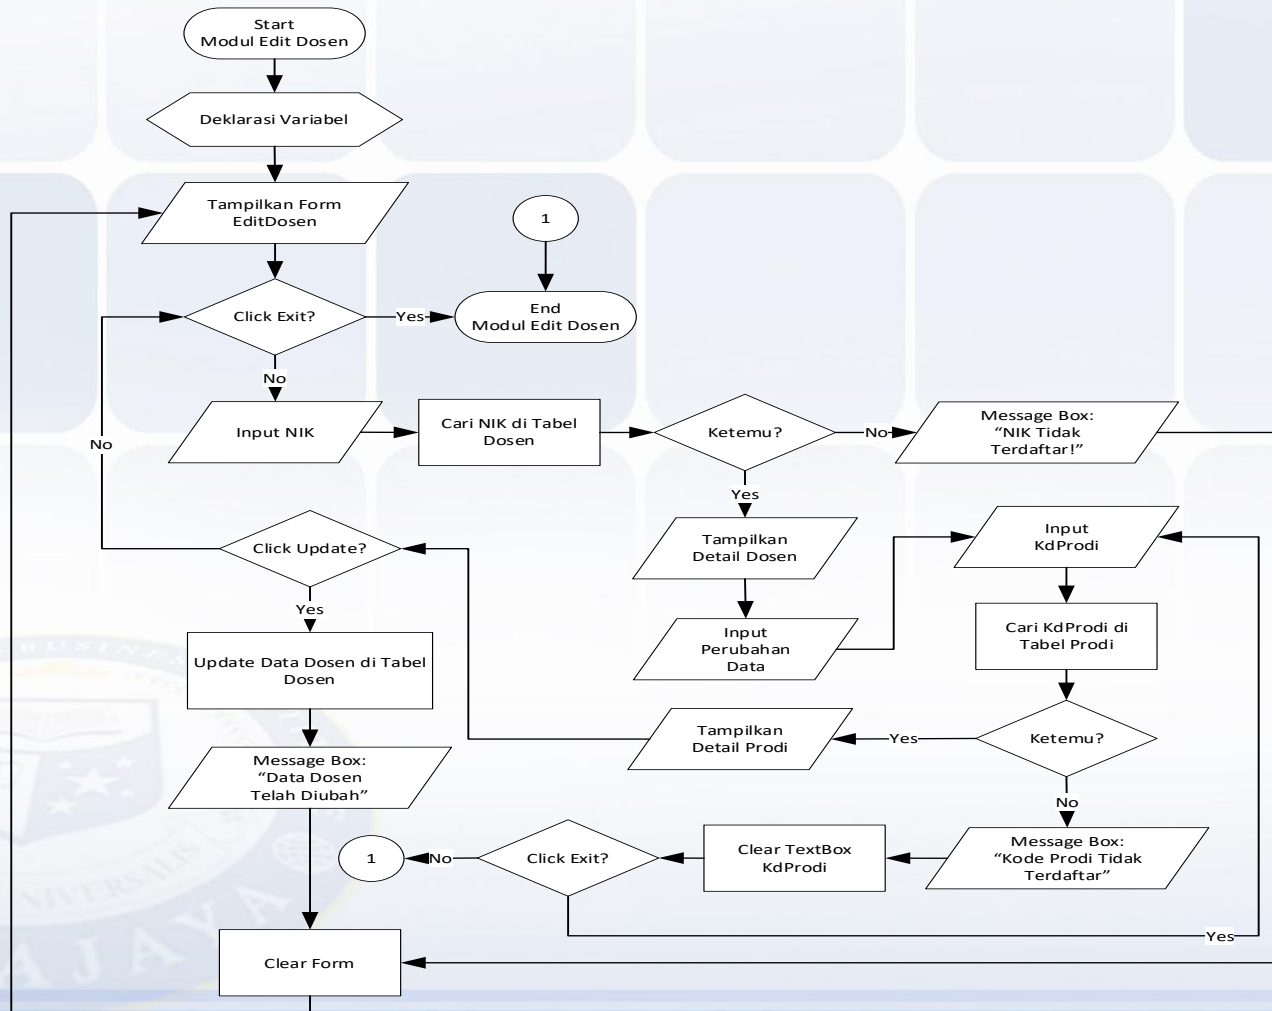 Start
Modul Edit Dosen
Deklarasi Variabel
Tampilkan Form
EditDosen
1
Click Exit?
Yes
End
Modul Edit Dosen
No
Input NIK
Cari NIK di Tabel
Dosen
Ketemu?
No
Message Box:
“NIK Tidak
Terdaftar!”
No
Yes
Click Update?
Tampilkan
Detail Dosen
Input
KdProdi
Yes
Input
Perubahan
Data
Cari KdProdi di
Tabel Prodi
Update Data Dosen di Tabel
Dosen
Tampilkan
Detail Prodi
Yes
Ketemu?
Message Box:
“Data Dosen
Telah Diubah”
No
1
No
Click Exit?
Clear TextBox
KdProdi
Message Box:
“Kode Prodi Tidak
Terdaftar”
Yes
Clear Form